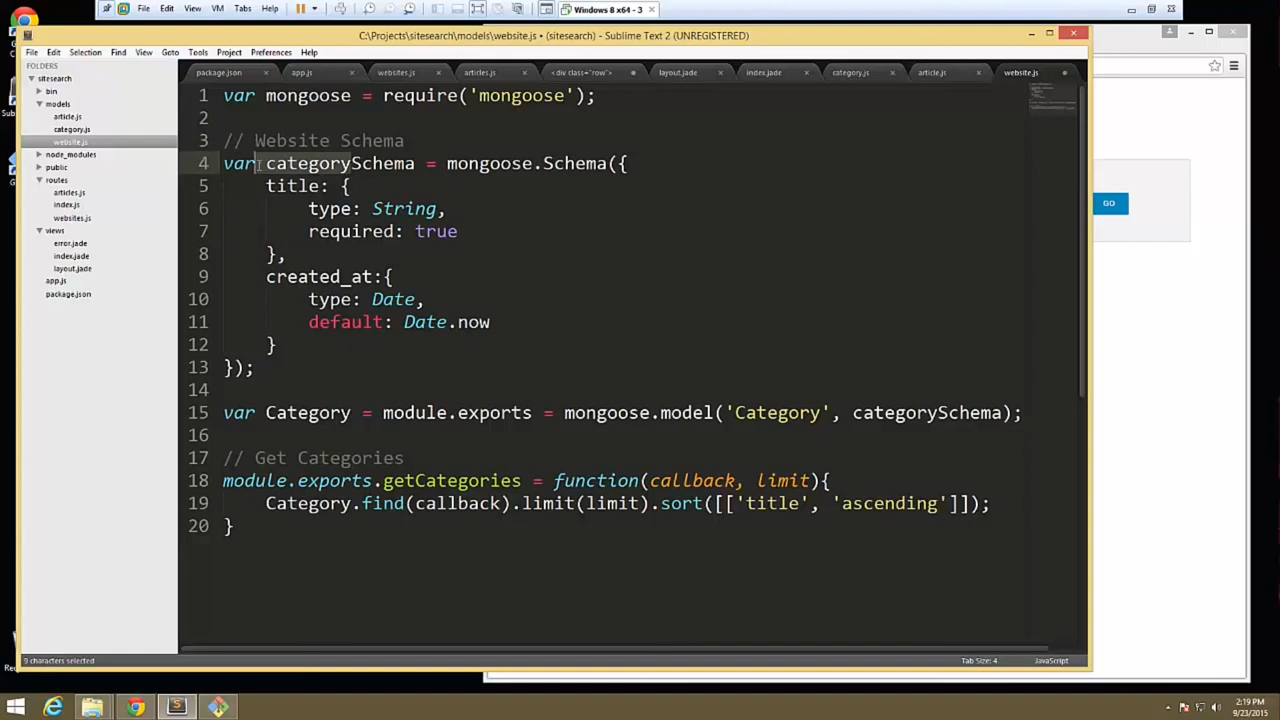 File Edit View VM Tabs Help
Windows 8 x64 - 3
C:\Projects\sitesearch\models\website.js • (sitesearch) - Sublime Text 2 (UNREGISTERED)
File Edit Selection Find View Goto Tools Project Preferences Help
FOLDERS
sitesearch
bin
models
article.js
category.js
website.js
node_modules
public
routes
articles.js
index.js
websites.js
views
error.jade
index.jade
layout.jade
app.js
package.json
package.json app.js websites.js articles.js <div class="row"> layout.jade index.jade category.js article.js website.js
1 var mongoose = require('mongoose');
2
3 // Website Schema
4 var categorySchema = mongoose.Schema({
5 title: {
6 type: String,
7 required: true
8 },
9 created_at:{
10 type: Date,
11 default: Date.now
12 }
13 });
14
15 var Category = module.exports = mongoose.model('Category', categorySchema);
16
17 // Get Categories
18 module.exports.getCategories = function(callback, limit){
19 Category.find(callback).limit(limit).sort([['title', 'ascending']]);
20 }
GO
9 characters selected
Tab Size: 4
JavaScript
2:19 PM
9/23/2015